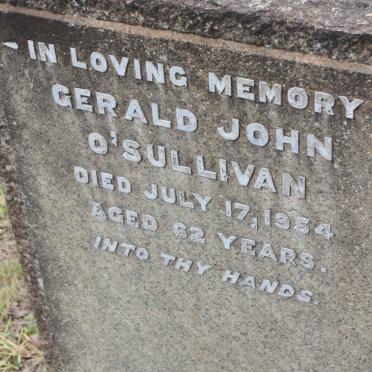 IN LOVING MEMORY
GERALD JOHN
O'SULLIVAN
DIED JULY 17, 1954
AGED 62 YEARS.
INTO THY HANDS.